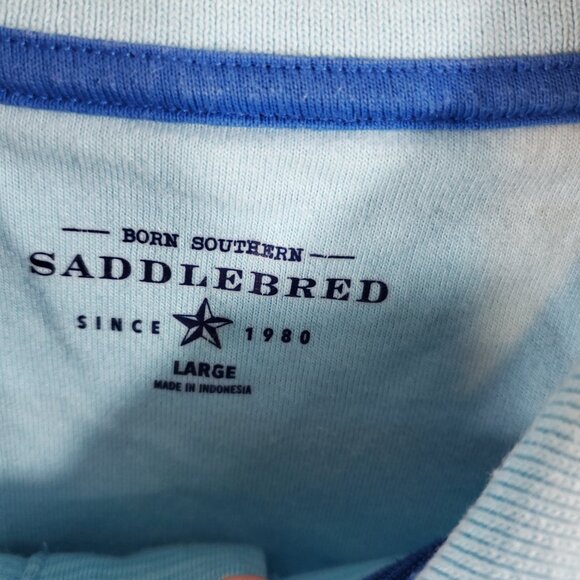 BORN SOUTHERN
SADDLEBRED
SINCE 1980
LARGE
MADE IN INDONESIA